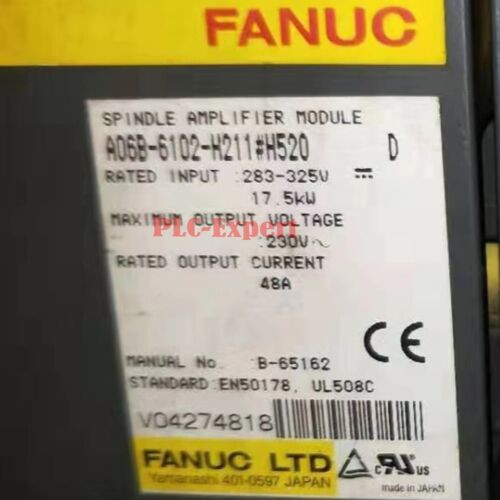 FANUC
SPINDLE AMPLIFIER MODULE
A06B-6102-H211#H520 D
RATED INPUT :283-325V ⎓
17.5kW
MAXIMUM OUTPUT VOLTAGE
PLC-Expert
:230V~
RATED OUTPUT CURRENT
48A
CE
MANUAL No. :B-65162
STANDARD:EN50178, UL508C
V04274818
FANUC LTD
Yamanashi 401-0597 JAPAN
c US
made in JAPAN